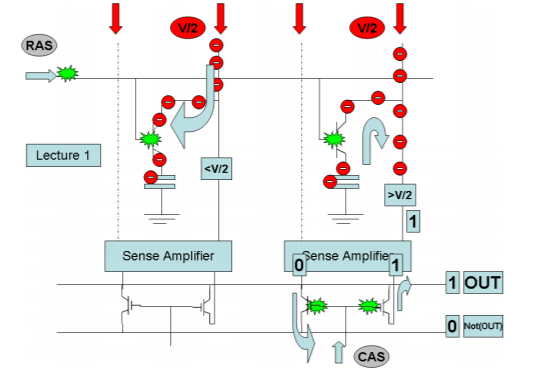 V/2
V/2
RAS
Lecture 1
<V/2
>V/2
1
Sense Amplifier
Sense Amplifier
0
1
1
OUT
0
Not(OUT)
CAS